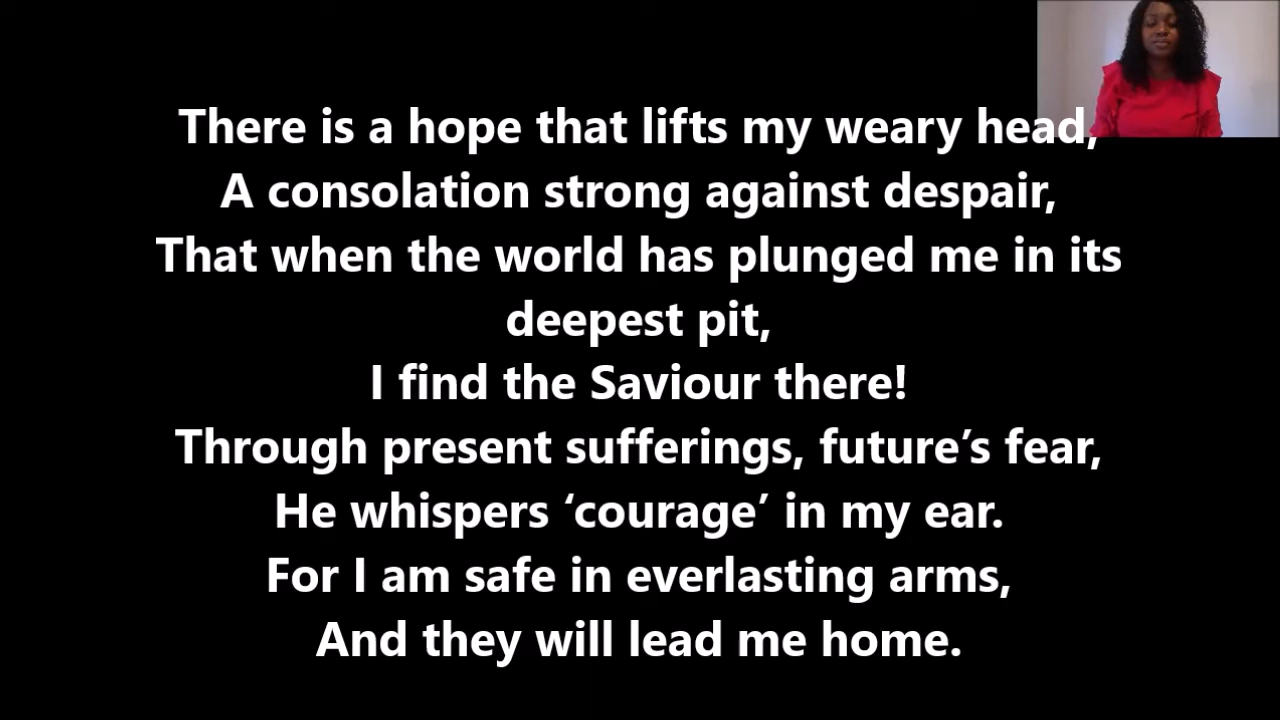 There is a hope that lifts my weary head,
A consolation strong against despair,
That when the world has plunged me in its
deepest pit,
I find the Saviour there!
Through present sufferings, future’s fear,
He whispers ‘courage’ in my ear.
For I am safe in everlasting arms,
And they will lead me home.